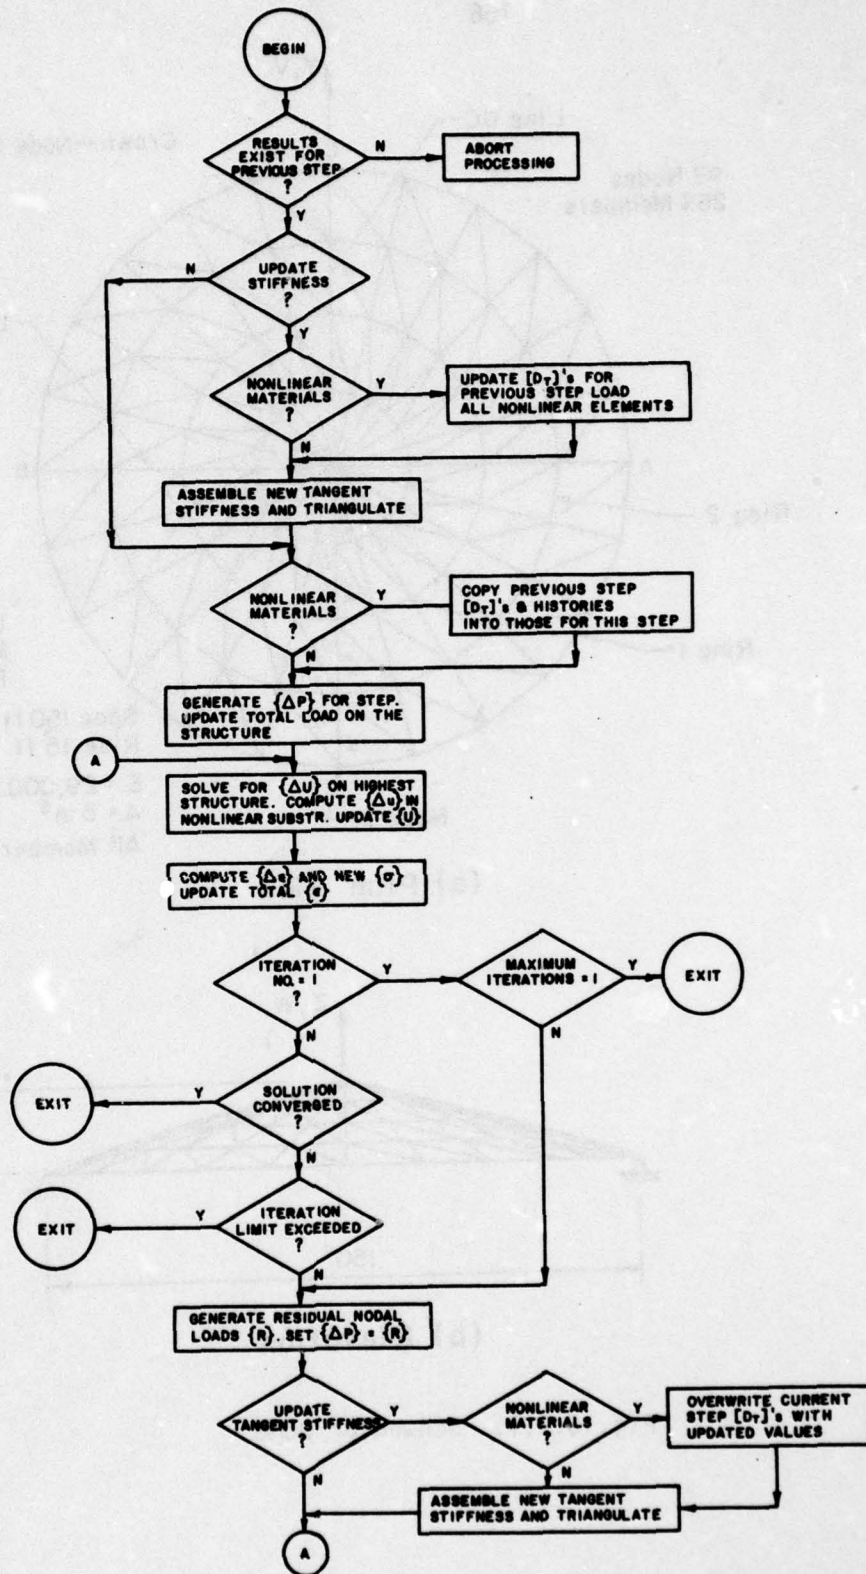 BEGIN
RESULTS
EXIST FOR
PREVIOUS STEP
?
N
ABORT
PROCESSING
Y
N
UPDATE
STIFFNESS
?
Y
NONLINEAR
MATERIALS
?
Y
UPDATE [D_T]'s FOR
PREVIOUS STEP LOAD
ALL NONLINEAR ELEMENTS
N
ASSEMBLE NEW TANGENT
STIFFNESS AND TRIANGULATE
NONLINEAR
MATERIALS
?
Y
COPY PREVIOUS STEP
[D_T]'s & HISTORIES
INTO THOSE FOR THIS STEP
N
GENERATE {ΔP} FOR STEP.
UPDATE TOTAL LOAD ON THE
STRUCTURE
A
SOLVE FOR {ΔU} ON HIGHEST
STRUCTURE. COMPUTE {Δu} IN
NONLINEAR SUBSTR. UPDATE {U}
COMPUTE {Δε} AND NEW {σ}
UPDATE TOTAL {ε}
ITERATION
NO. = 1
?
Y
MAXIMUM
ITERATIONS = 1
Y
EXIT
N
N
SOLUTION
CONVERGED
?
Y
EXIT
N
ITERATION
LIMIT EXCEEDED
?
Y
EXIT
N
GENERATE RESIDUAL NODAL
LOADS {R}. SET {ΔP} = {R}
UPDATE
TANGENT STIFFNESS
?
Y
NONLINEAR
MATERIALS
?
Y
OVERWRITE CURRENT
STEP [D_T]'s WITH
UPDATED VALUES
N
N
ASSEMBLE NEW TANGENT
STIFFNESS AND TRIANGULATE
A